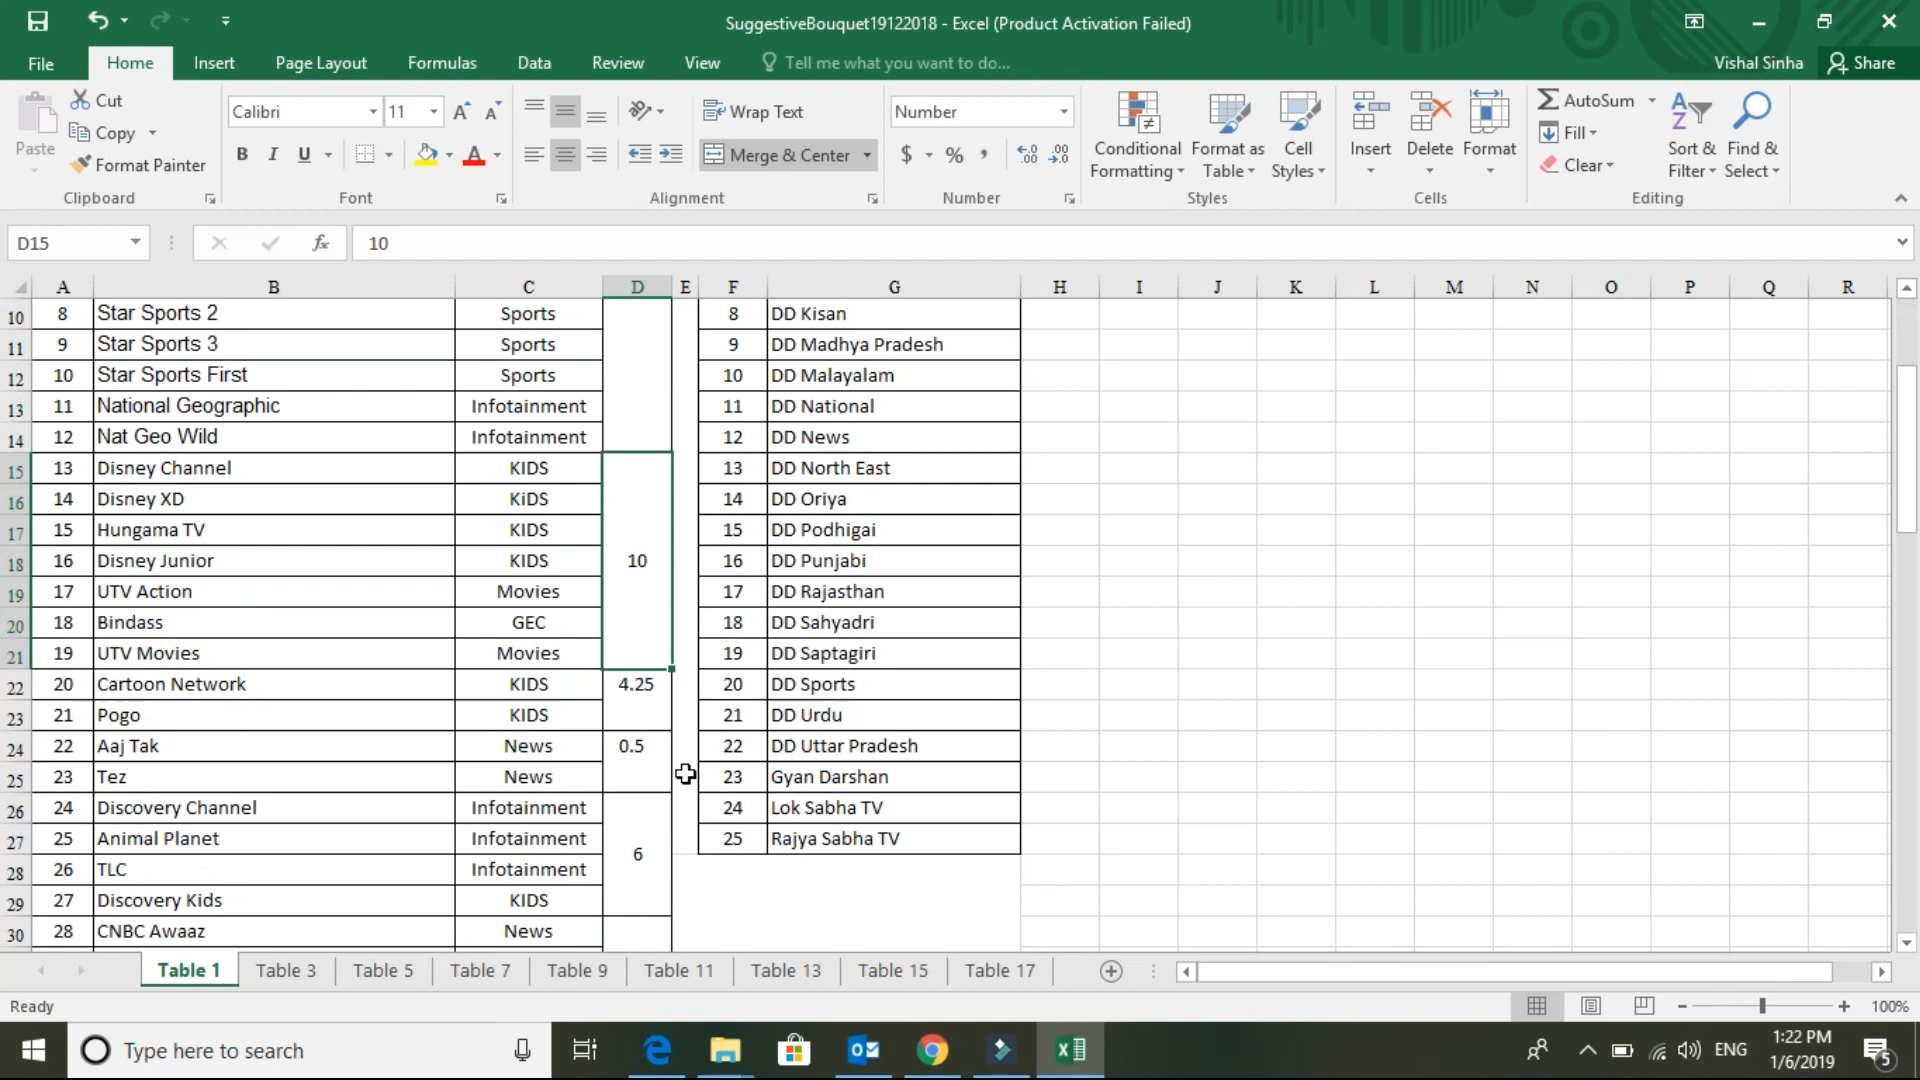 SuggestiveBouquet19122018 - Excel (Product Activation Failed)
File Home Insert Page Layout Formulas Data Review View Tell me what you want to do... Vishal Sinha Share
Paste Cut Copy Format Painter
Clipboard
Calibri 11
B I U A
Font
Wrap Text
Merge & Center
Alignment
Number
$ % ,
Number
Conditional Formatting Format as Table Cell Styles
Styles
Insert Delete Format
Cells
AutoSum Fill Clear Sort & Filter Find & Select
Editing
D15 fx 10
A B C D E F G H I J K L M N O P Q R
10 8 Star Sports 2 Sports 8 DD Kisan
11 9 Star Sports 3 Sports 9 DD Madhya Pradesh
12 10 Star Sports First Sports 10 DD Malayalam
13 11 National Geographic Infotainment 11 DD National
14 12 Nat Geo Wild Infotainment 12 DD News
15 13 Disney Channel KIDS 13 DD North East
16 14 Disney XD KiDS 14 DD Oriya
17 15 Hungama TV KIDS 15 DD Podhigai
18 16 Disney Junior KIDS 10 16 DD Punjabi
19 17 UTV Action Movies 17 DD Rajasthan
20 18 Bindass GEC 18 DD Sahyadri
21 19 UTV Movies Movies 19 DD Saptagiri
22 20 Cartoon Network KIDS 4.25 20 DD Sports
23 21 Pogo KIDS 21 DD Urdu
24 22 Aaj Tak News 0.5 22 DD Uttar Pradesh
25 23 Tez News 23 Gyan Darshan
26 24 Discovery Channel Infotainment 24 Lok Sabha TV
27 25 Animal Planet Infotainment 6 25 Rajya Sabha TV
28 26 TLC Infotainment
29 27 Discovery Kids KIDS
30 28 CNBC Awaaz News
Table 1 Table 3 Table 5 Table 7 Table 9 Table 11 Table 13 Table 15 Table 17
Ready 100%
Type here to search ENG 1:22 PM 5
1/6/2019